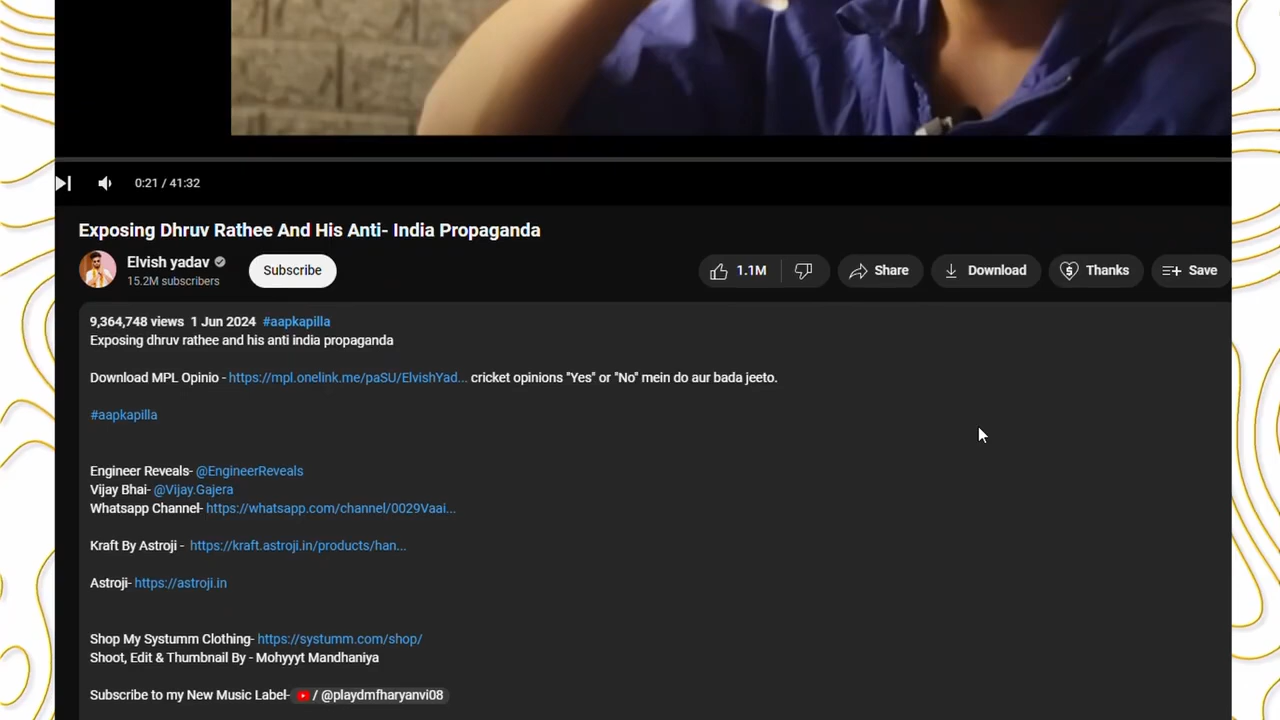 0:21 / 41:32
Exposing Dhruv Rathee And His Anti- India Propaganda
Elvish yadav
15.2M subscribers
Subscribe
1.1M
Share
Download
Thanks
Save
9,364,748 views 1 Jun 2024 #aapkapilla
Exposing dhruv rathee and his anti india propaganda
Download MPL Opinio - https://mpl.onelink.me/paSU/ElvishYad... cricket opinions "Yes" or "No" mein do aur bada jeeto.
#aapkapilla
Engineer Reveals- @EngineerReveals
Vijay Bhai- @Vijay.Gajera
Whatsapp Channel- https://whatsapp.com/channel/0029Vaai...
Kraft By Astroji - https://kraft.astroji.in/products/han...
Astroji- https://astroji.in
Shop My Systumm Clothing- https://systumm.com/shop/
Shoot, Edit & Thumbnail By - Mohyyyt Mandhaniya
Subscribe to my New Music Label- / @playdmfharyanvi08